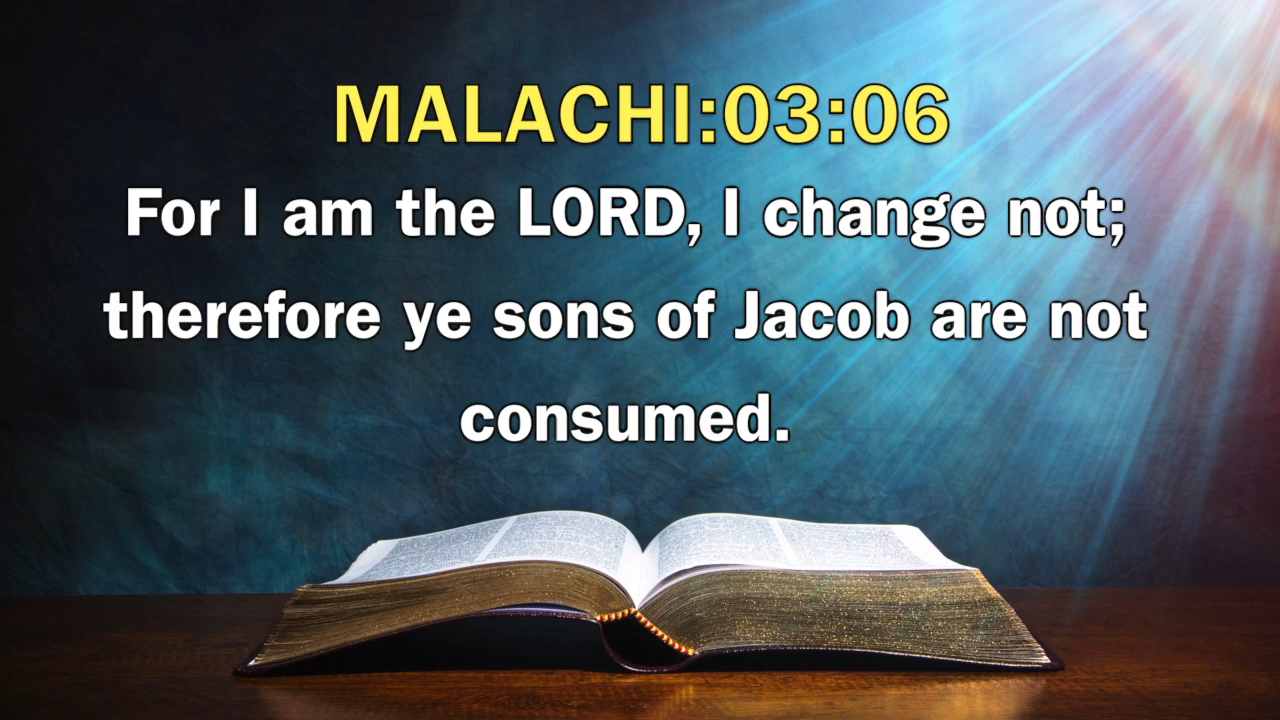 MALACHI:03:06
For I am the LORD, I change not;
therefore ye sons of Jacob are not
consumed.